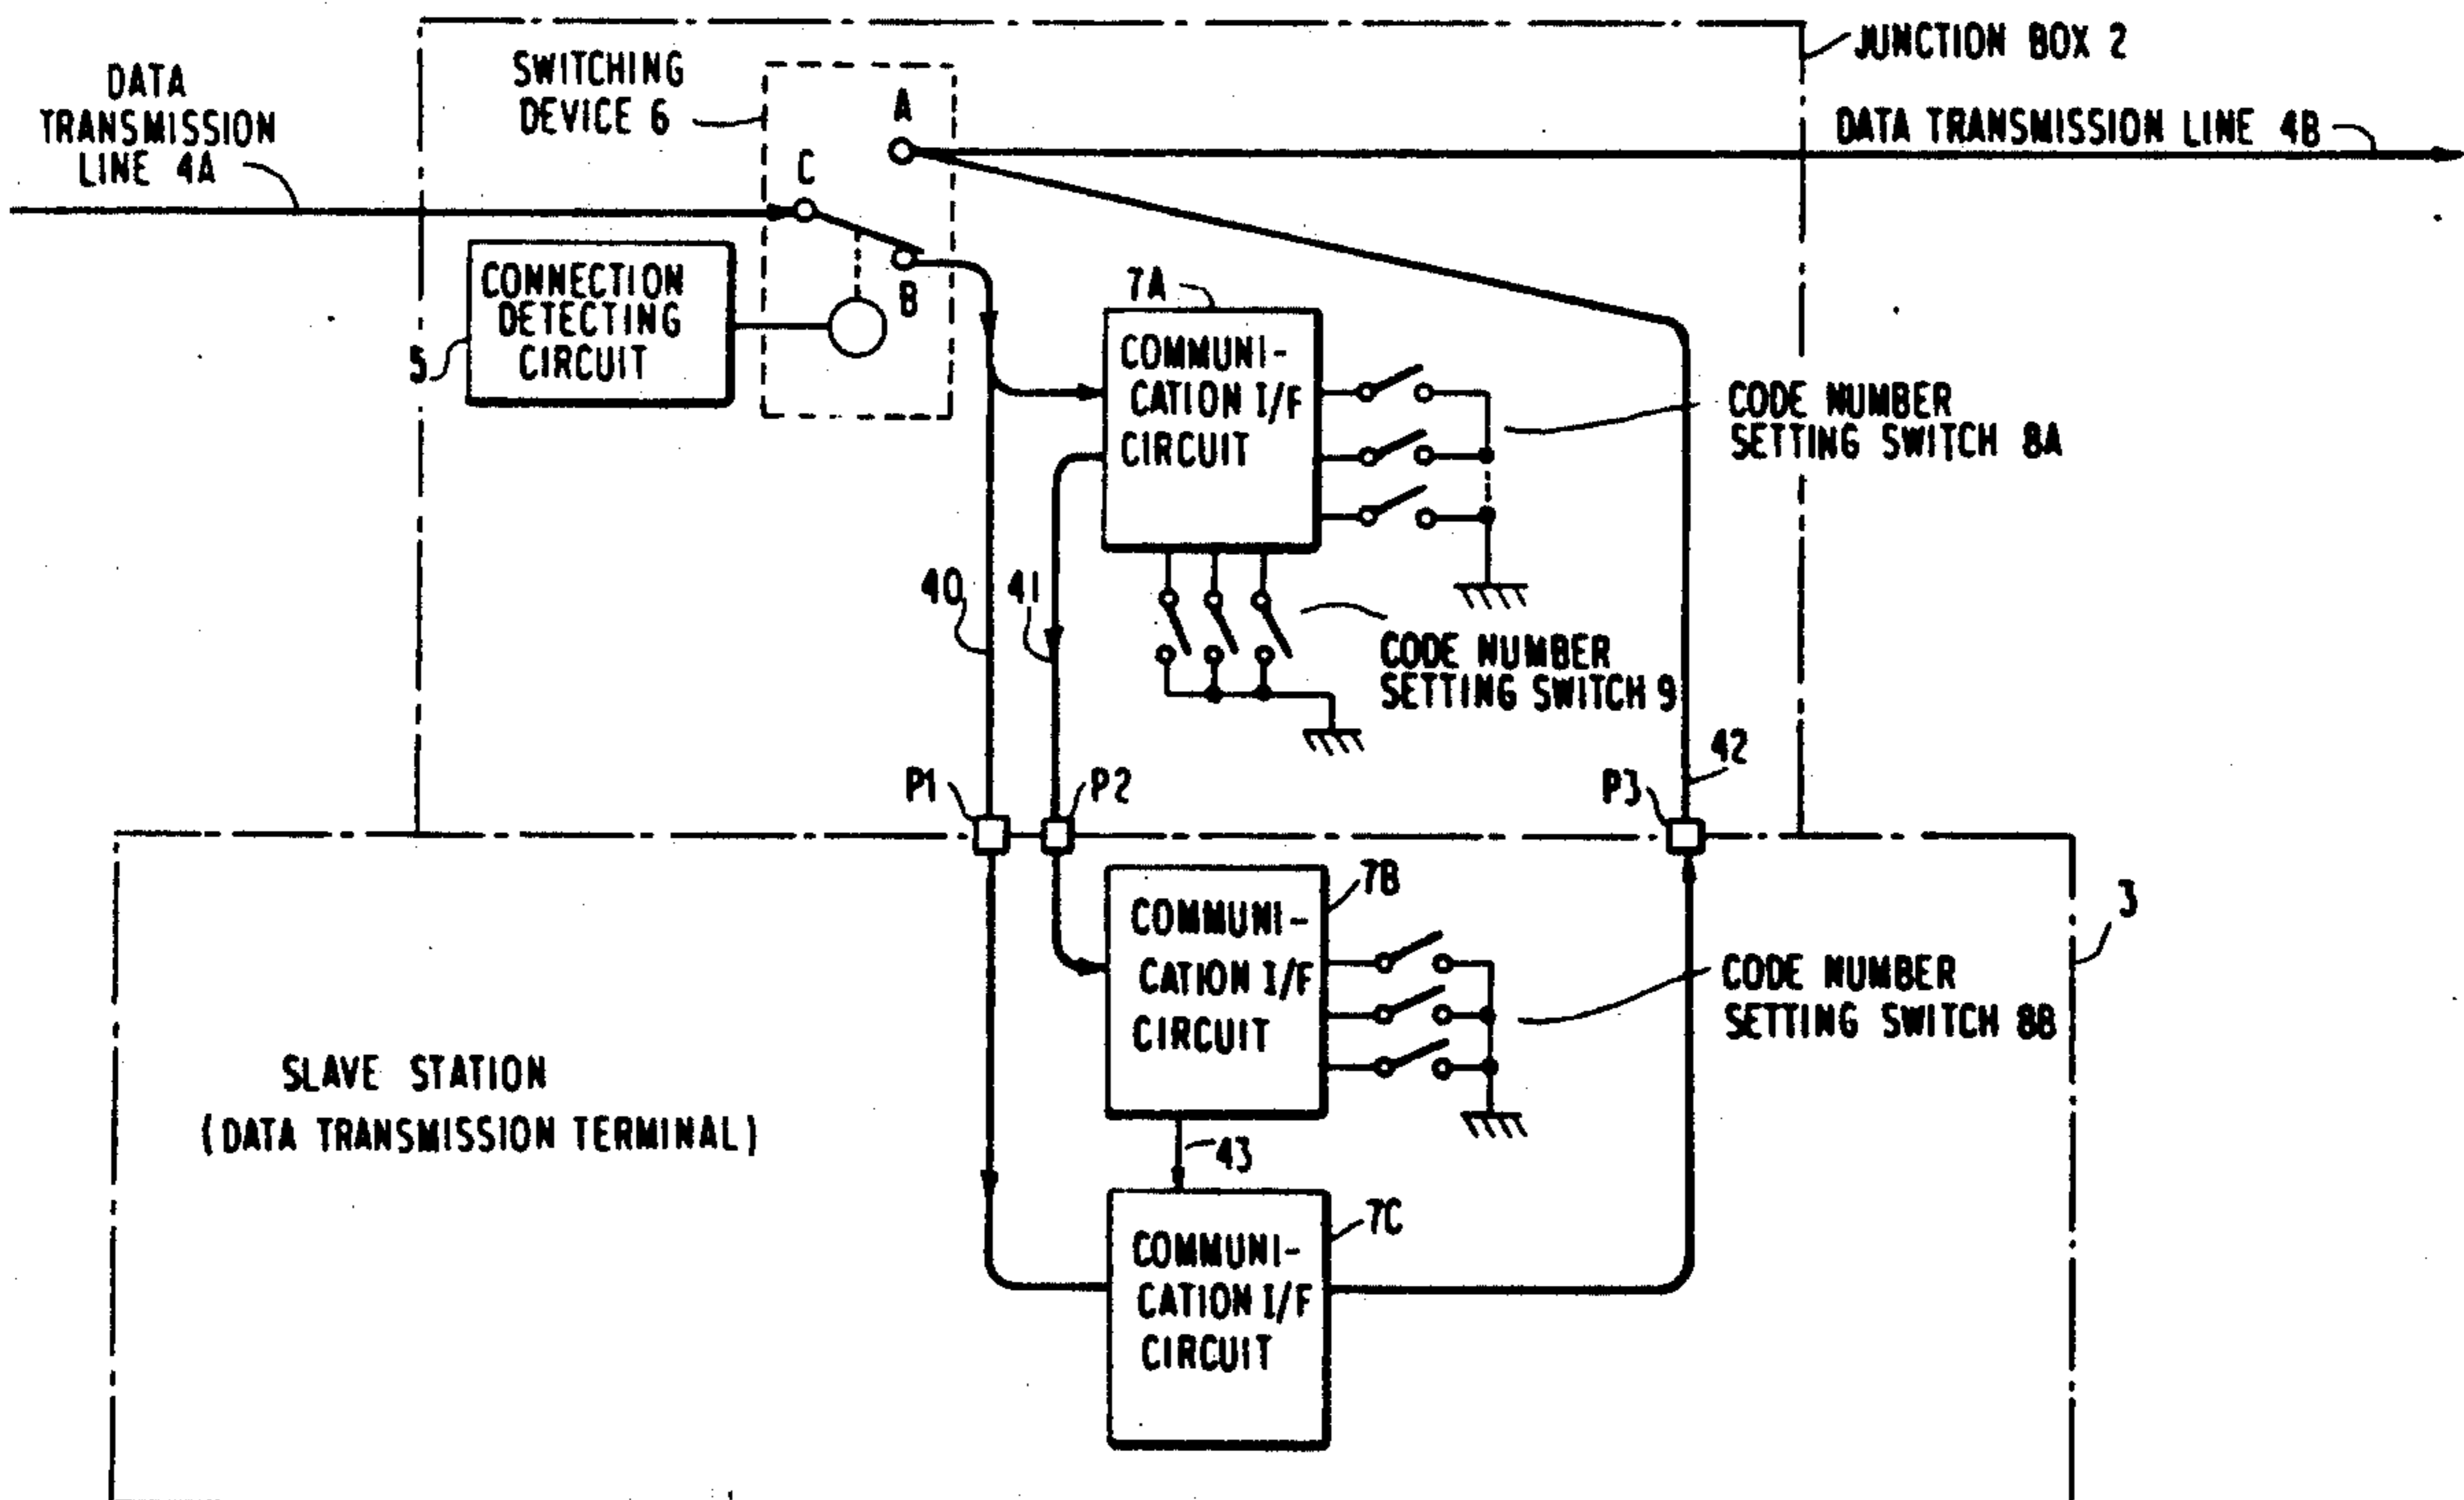 JUNCTION BOX 2
DATA
TRANSMISSION
LINE 4A
SWITCHING
DEVICE 6
A
DATA TRANSMISSION LINE 4B
C
B
CONNECTION
DETECTING
CIRCUIT
5
7A
COMMUNI-
CATION I/F
CIRCUIT
CODE NUMBER
SETTING SWITCH 8A
40
41
CODE NUMBER
SETTING SWITCH 9
42
P1
P2
P3
7B
COMMUNI-
CATION I/F
CIRCUIT
3
CODE NUMBER
SETTING SWITCH 8B
SLAVE STATION
(DATA TRANSMISSION TERMINAL)
43
7C
COMMUNI-
CATION I/F
CIRCUIT